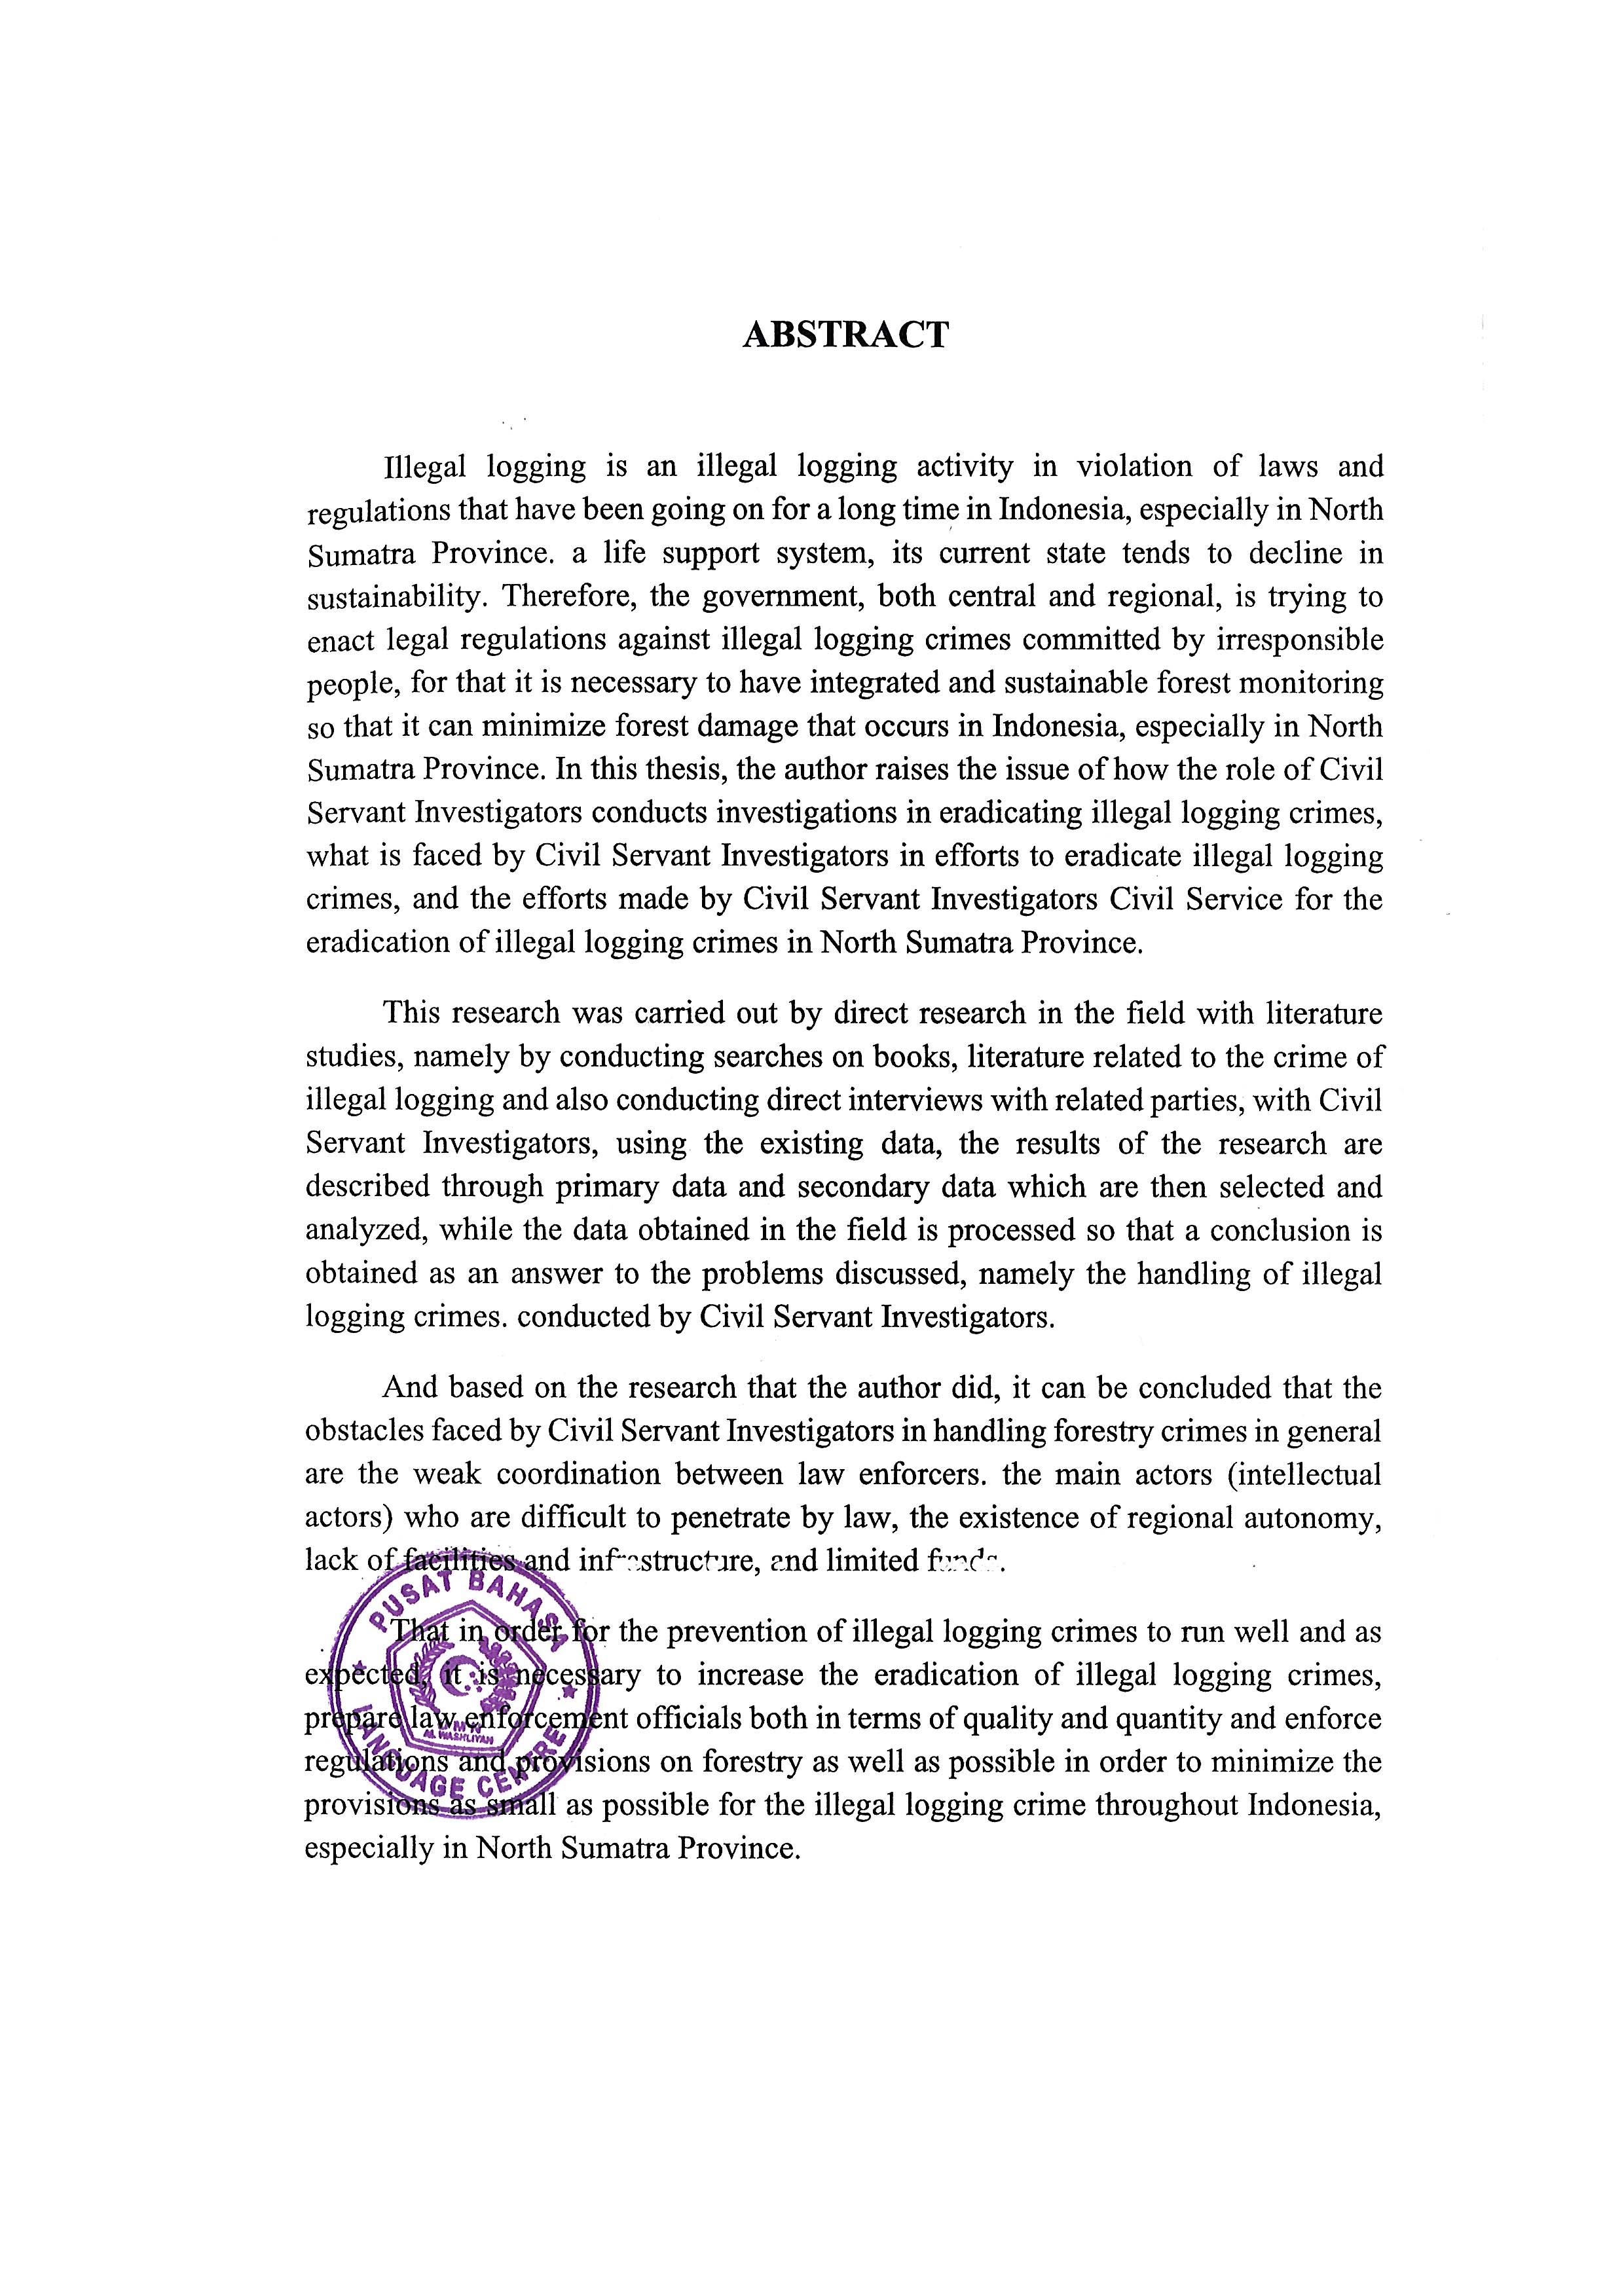 ABSTRACT
Illegal logging is an illegal logging activity in violation of laws and
regulations that have been going on for a long time in Indonesia, especially in North
Sumatra Province. a life support system, its current state tends to decline in
sustainability. Therefore, the government, both central and regional, is trying to
enact legal regulations against illegal logging crimes committed by irresponsible
people, for that it is necessary to have integrated and sustainable forest monitoring
so that it can minimize forest damage that occurs in Indonesia, especially in North
Sumatra Province. In this thesis, the author raises the issue of how the role of Civil
Servant Investigators conducts investigations in eradicating illegal logging crimes,
what is faced by Civil Servant Investigators in efforts to eradicate illegal logging
crimes, and the efforts made by Civil Servant Investigators Civil Service for the
eradication of illegal logging crimes in North Sumatra Province.
This research was carried out by direct research in the field with literature
studies, namely by conducting searches on books, literature related to the crime of
illegal logging and also conducting direct interviews with related parties, with Civil
Servant Investigators, using the existing data, the results of the research are
described through primary data and secondary data which are then selected and
analyzed, while the data obtained in the field is processed so that a conclusion is
obtained as an answer to the problems discussed, namely the handling of illegal
logging crimes. conducted by Civil Servant Investigators.
And based on the research that the author did, it can be concluded that the
obstacles faced by Civil Servant Investigators in handling forestry crimes in general
are the weak coordination between law enforcers. the main actors (intellectual
actors) who are difficult to penetrate by law, the existence of regional autonomy,
lack of facilities and infrastructure, and limited funds.
That in order for the prevention of illegal logging crimes to run well and as
expected, it is necessary to increase the eradication of illegal logging crimes,
prepare law enforcement officials both in terms of quality and quantity and enforce
regulations and provisions on forestry as well as possible in order to minimize the
provisions as small as possible for the illegal logging crime throughout Indonesia,
especially in North Sumatra Province.
PUSAT BAHASA
UMN
AL WASHLIYAH
LANGUAGE CENTRE